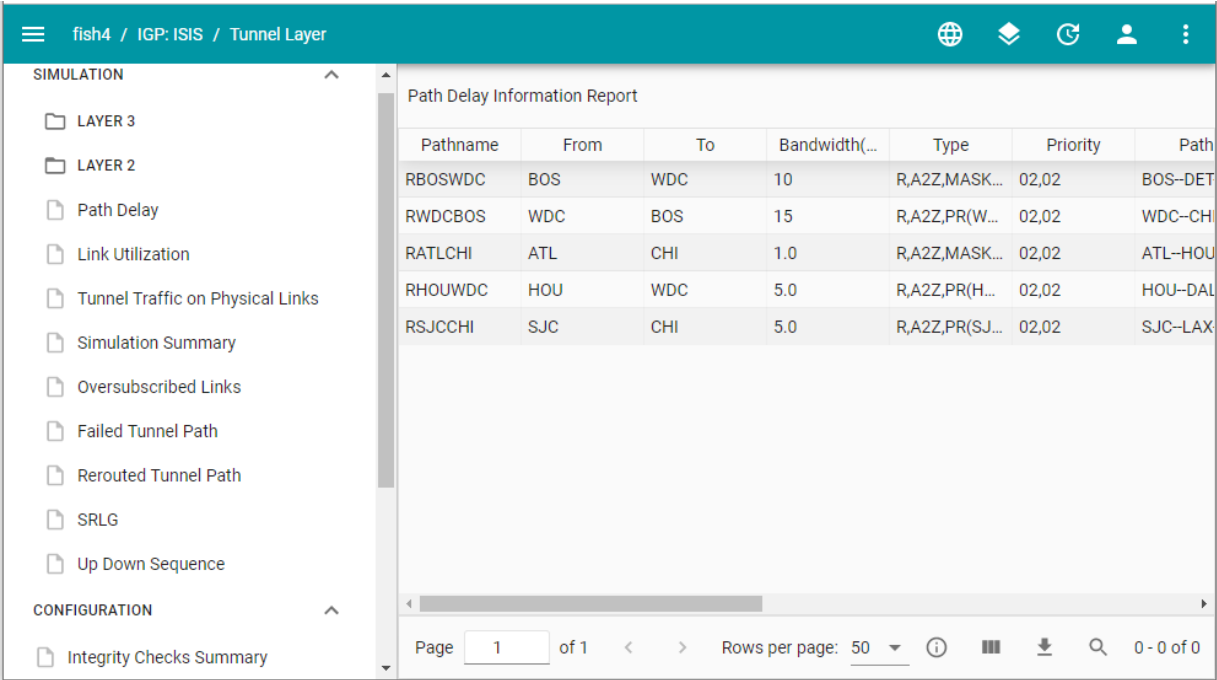 fish4 / IGP: ISIS / Tunnel Layer
SIMULATION
LAYER 3
LAYER 2
Path Delay
Link Utilization
Tunnel Traffic on Physical Links
Simulation Summary
Oversubscribed Links
Failed Tunnel Path
Rerouted Tunnel Path
SRLG
Up Down Sequence
CONFIGURATION
Integrity Checks Summary
Path Delay Information Report
Pathname From To Bandwidth(... Type Priority Path
RBOSWDC BOS WDC 10 R,A2Z,MASK... 02,02 BOS--DET-
RWDCBOS WDC BOS 15 R,A2Z,PR(W... 02,02 WDC--CHI
RATLCHI ATL CHI 1.0 R,A2Z,MASK... 02,02 ATL--HOU
RHOUWDC HOU WDC 5.0 R,A2Z,PR(H... 02,02 HOU--DAL
RSJCCHI SJC CHI 5.0 R,A2Z,PR(SJ... 02,02 SJC--LAX-
Page 1 of 1 Rows per page: 50 0 - 0 of 0